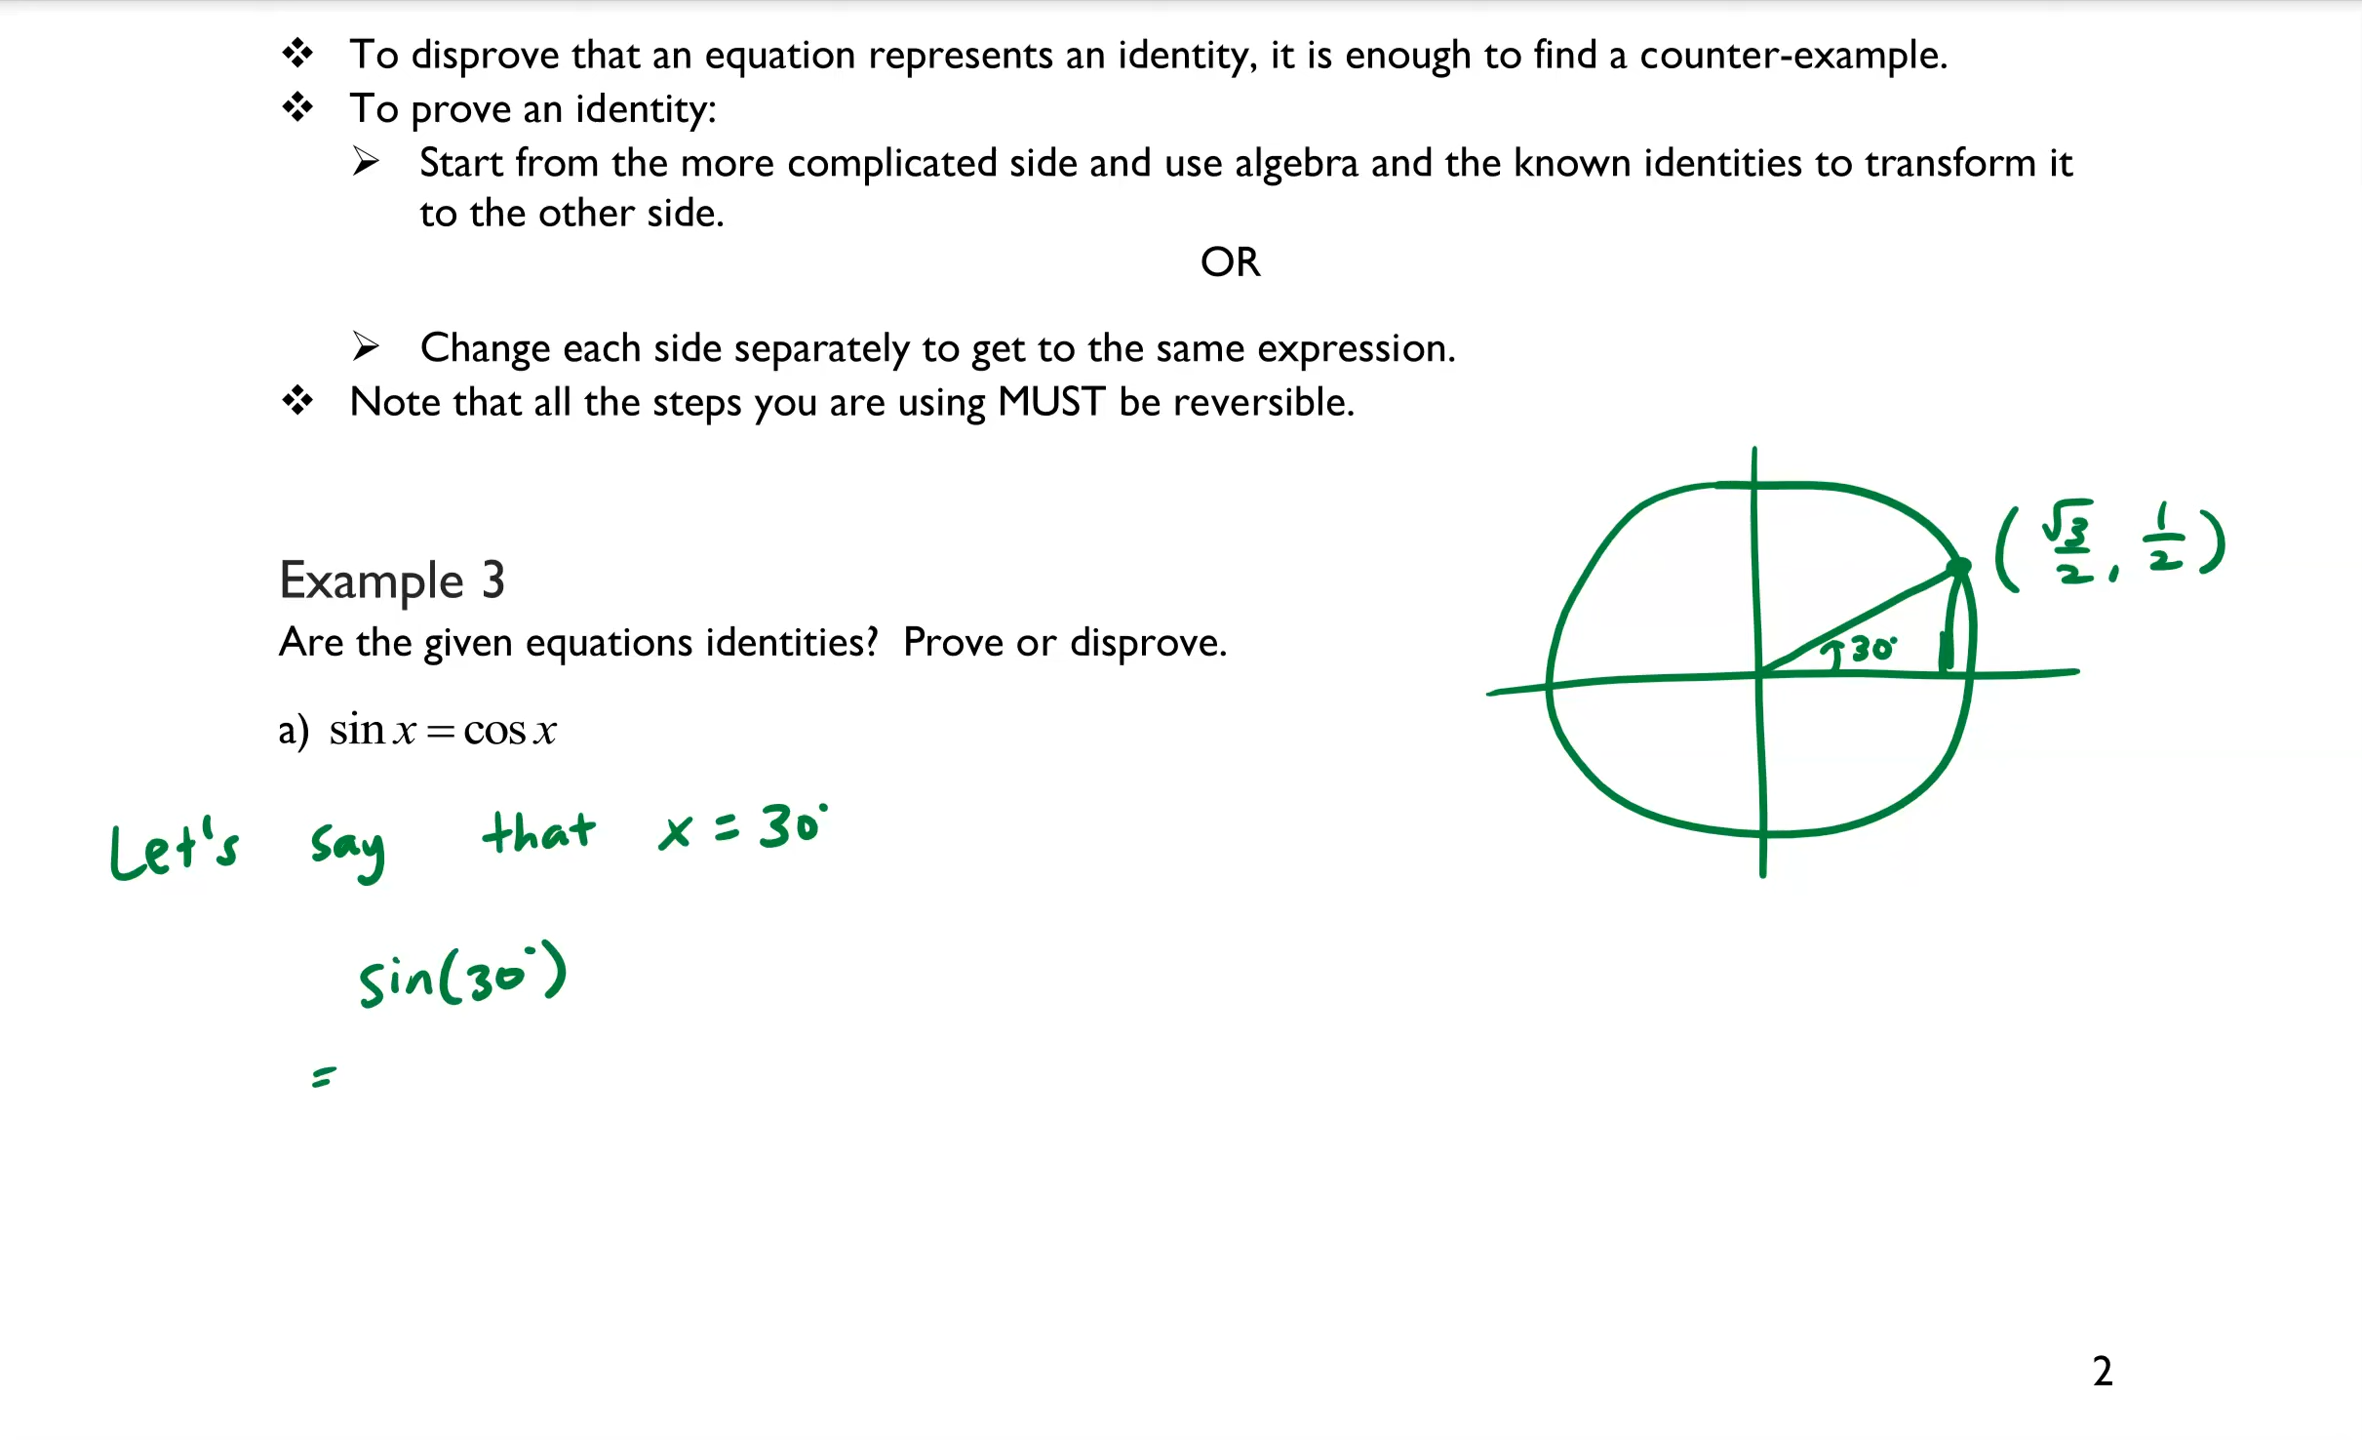 ❖ To disprove that an equation represents an identity, it is enough to find a counter-example.
❖ To prove an identity:
➢ Start from the more complicated side and use algebra and the known identities to transform it
to the other side.
OR
➢ Change each side separately to get to the same expression.
❖ Note that all the steps you are using MUST be reversible.
(√3/2, 1/2)
Example 3
Are the given equations identities? Prove or disprove.
30°
a) sin x = cos x
Let's say that x = 30°
sin(30°)
=
2